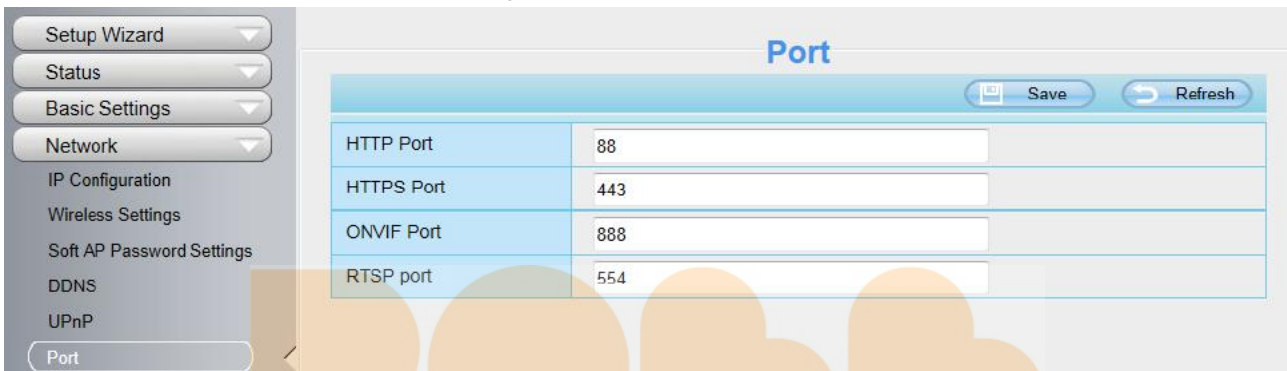 Setup Wizard
Status
Basic Settings
Network
IP Configuration
Wireless Settings
Soft AP Password Settings
DDNS
UPnP
Port
Port
Save Refresh
HTTP Port 88
HTTPS Port 443
ONVIF Port 888
RTSP port 554